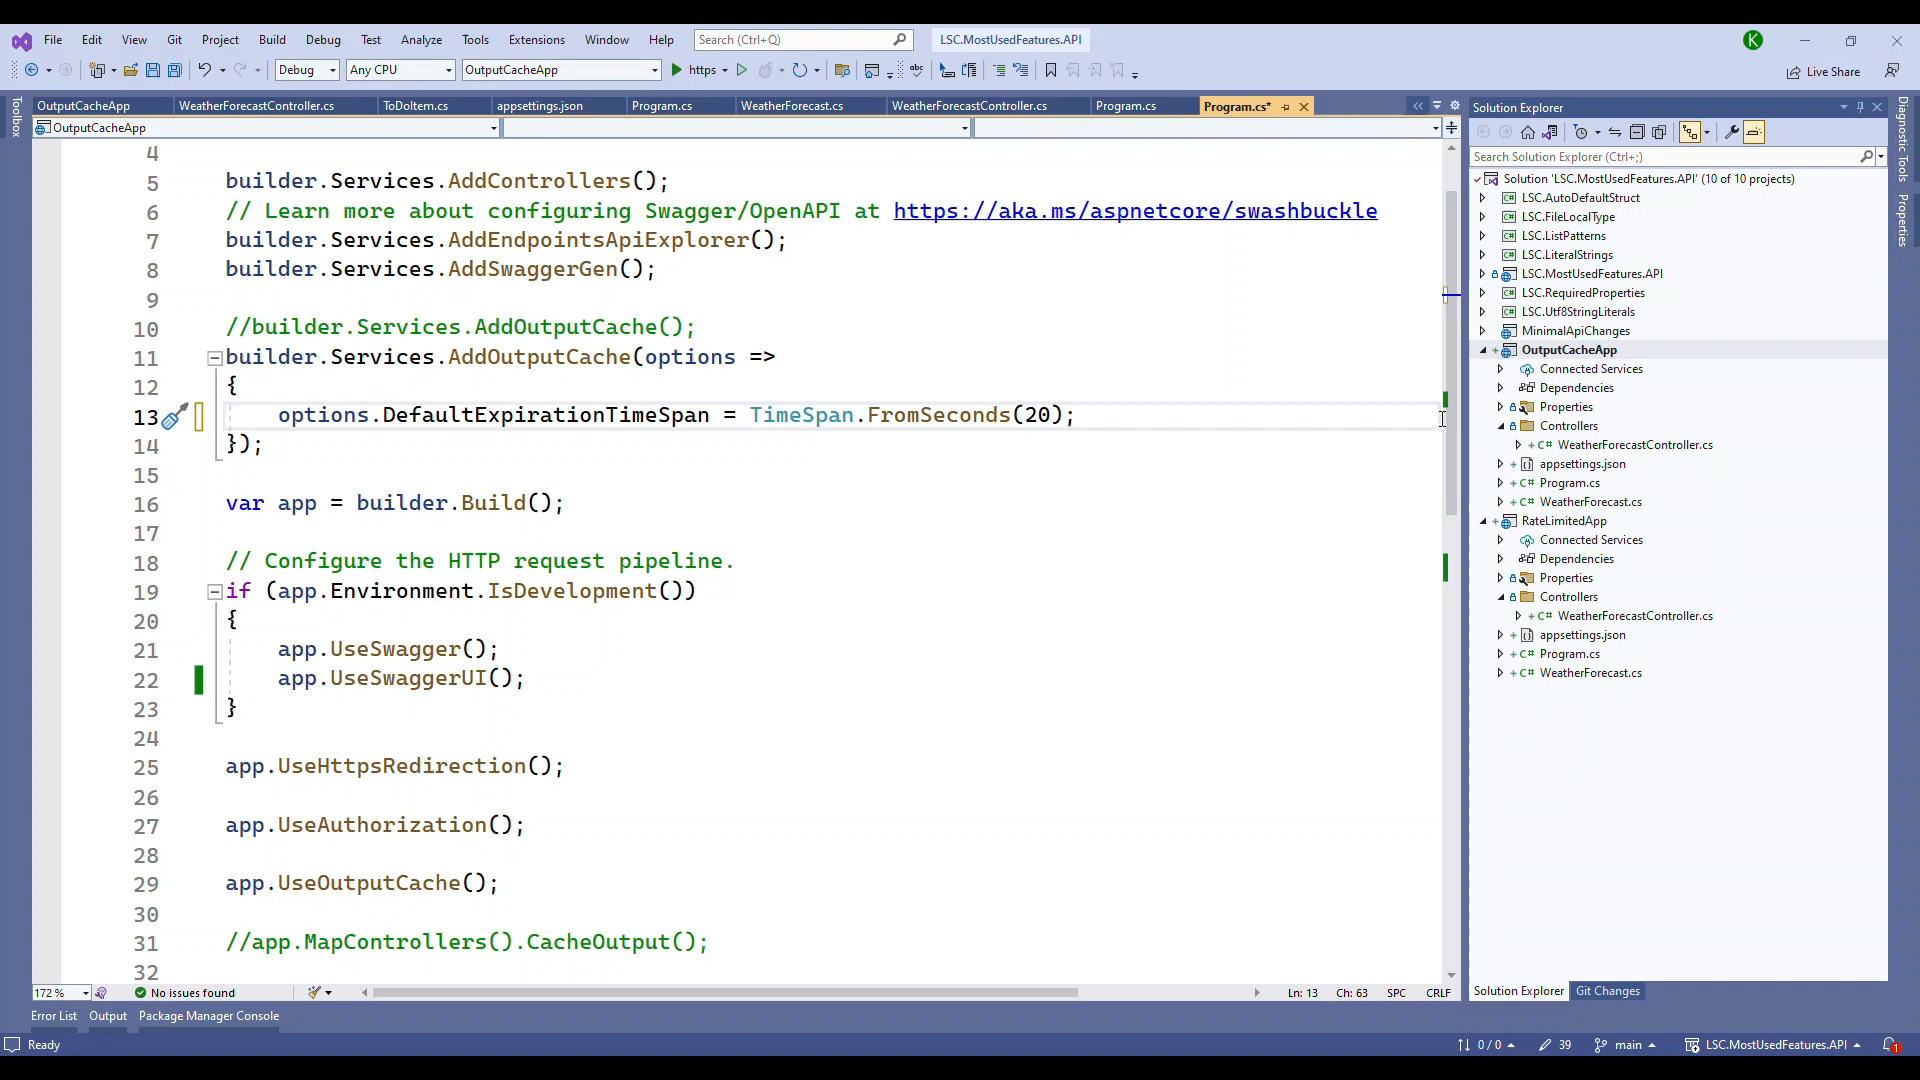 File Edit View Git Project Build Debug Test Analyze Tools Extensions Window Help Search (Ctrl+Q) LSC.MostUsedFeatures.API K
Debug Any CPU OutputCacheApp https Live Share
Toolbox
OutputCacheApp WeatherForecastController.cs ToDoItem.cs appsettings.json Program.cs WeatherForecast.cs WeatherForecastController.cs Program.cs Program.cs*
OutputCacheApp
4
5 builder.Services.AddControllers();
6 // Learn more about configuring Swagger/OpenAPI at https://aka.ms/aspnetcore/swashbuckle
7 builder.Services.AddEndpointsApiExplorer();
8 builder.Services.AddSwaggerGen();
9
10 //builder.Services.AddOutputCache();
11 builder.Services.AddOutputCache(options =>
12 {
13 options.DefaultExpirationTimeSpan = TimeSpan.FromSeconds(20);
14 });
15
16 var app = builder.Build();
17
18 // Configure the HTTP request pipeline.
19 if (app.Environment.IsDevelopment())
20 {
21 app.UseSwagger();
22 app.UseSwaggerUI();
23 }
24
25 app.UseHttpsRedirection();
26
27 app.UseAuthorization();
28
29 app.UseOutputCache();
30
31 //app.MapControllers().CacheOutput();
32
172 % No issues found Ln: 13 Ch: 63 SPC CRLF
Solution Explorer
Search Solution Explorer (Ctrl+;)
Solution 'LSC.MostUsedFeatures.API' (10 of 10 projects)
LSC.AutoDefaultStruct
LSC.FileLocalType
LSC.ListPatterns
LSC.LiteralStrings
LSC.MostUsedFeatures.API
LSC.RequiredProperties
LSC.Utf8StringLiterals
MinimalApiChanges
OutputCacheApp
Connected Services
Dependencies
Properties
Controllers
C# WeatherForecastController.cs
appsettings.json
C# Program.cs
C# WeatherForecast.cs
RateLimitedApp
Connected Services
Dependencies
Properties
Controllers
C# WeatherForecastController.cs
appsettings.json
C# Program.cs
C# WeatherForecast.cs
Solution Explorer Git Changes
Diagnostic Tools
Properties
Error List Output Package Manager Console
Ready 0 / 0 39 main LSC.MostUsedFeatures.API 1